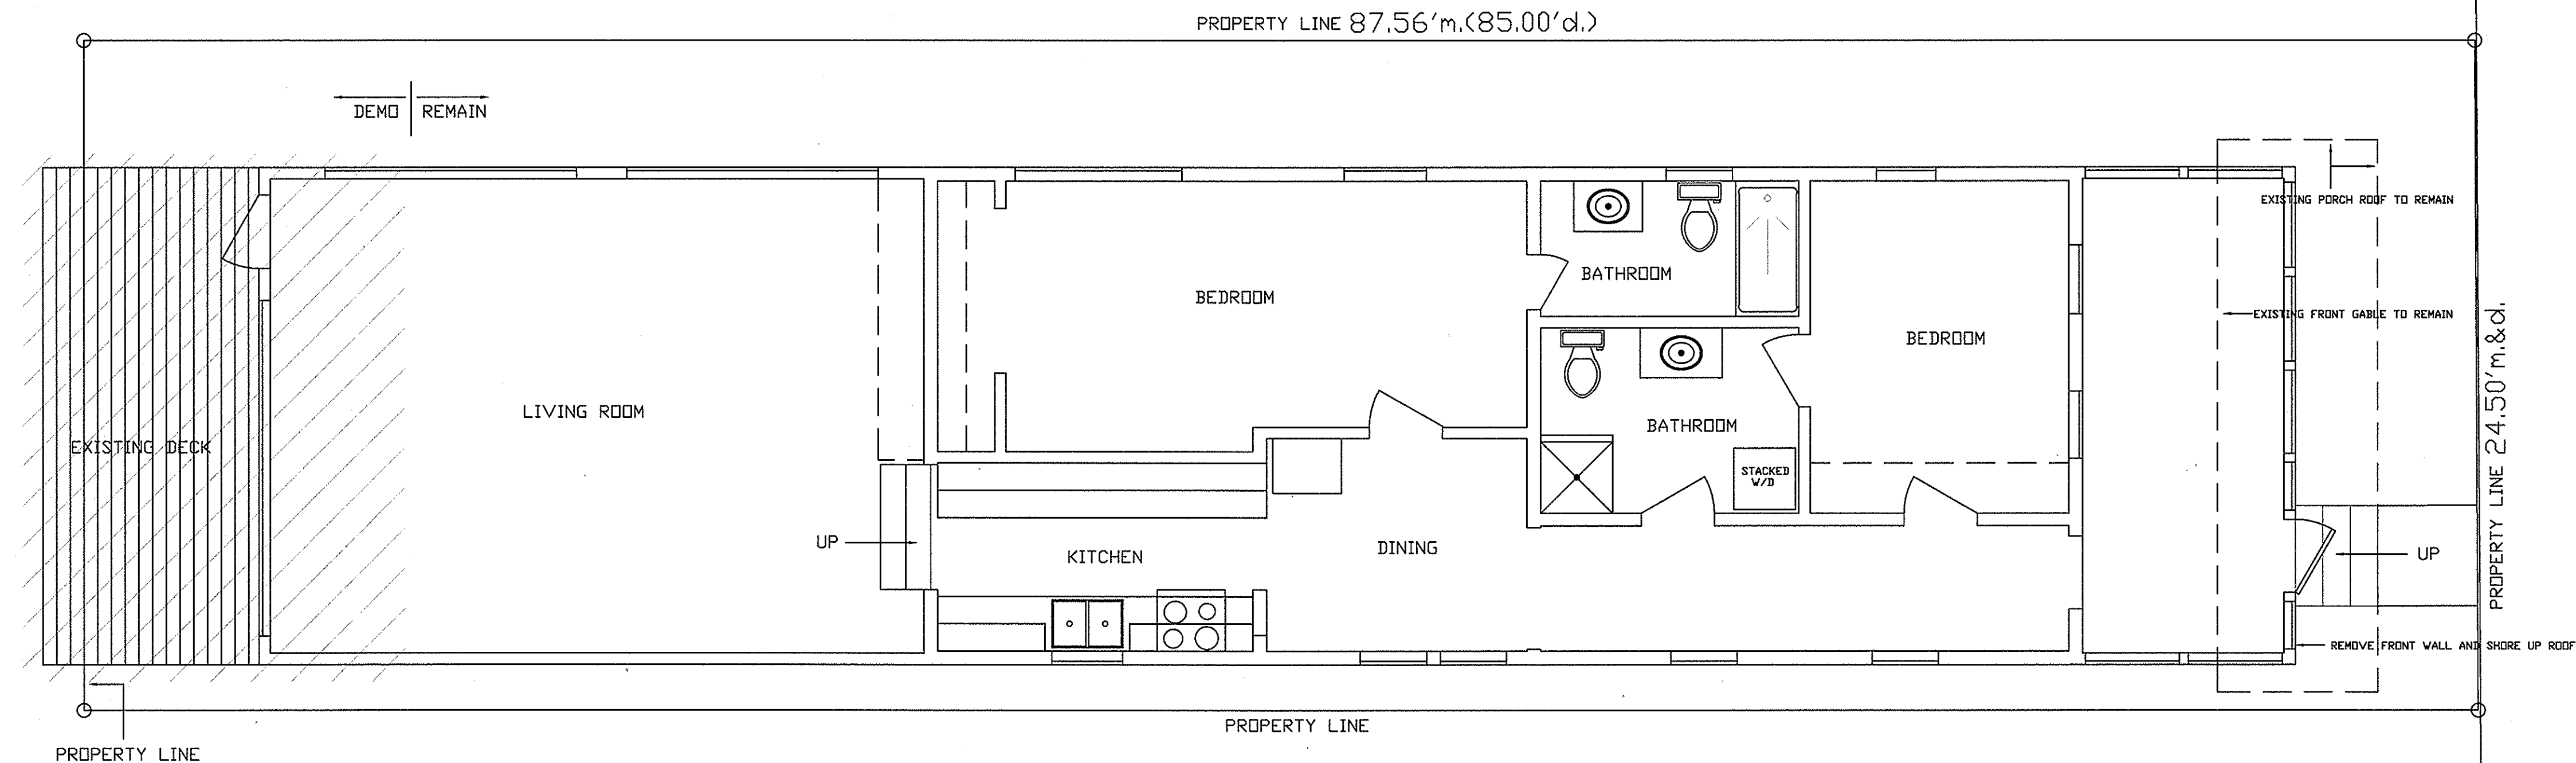 PROPERTY LINE 87.56'm.(85.00'd.)
DEMO REMAIN
EXISTING PORCH ROOF TO REMAIN
BATHROOM
BEDROOM
EXISTING FRONT GABLE TO REMAIN
BEDROOM
LIVING ROOM
BATHROOM
EXISTING DECK
STACKED
W/D
UP
KITCHEN
DINING
UP
PROPERTY LINE 24.50'm.&d.
REMOVE FRONT WALL AND SHORE UP ROOF
PROPERTY LINE
PROPERTY LINE